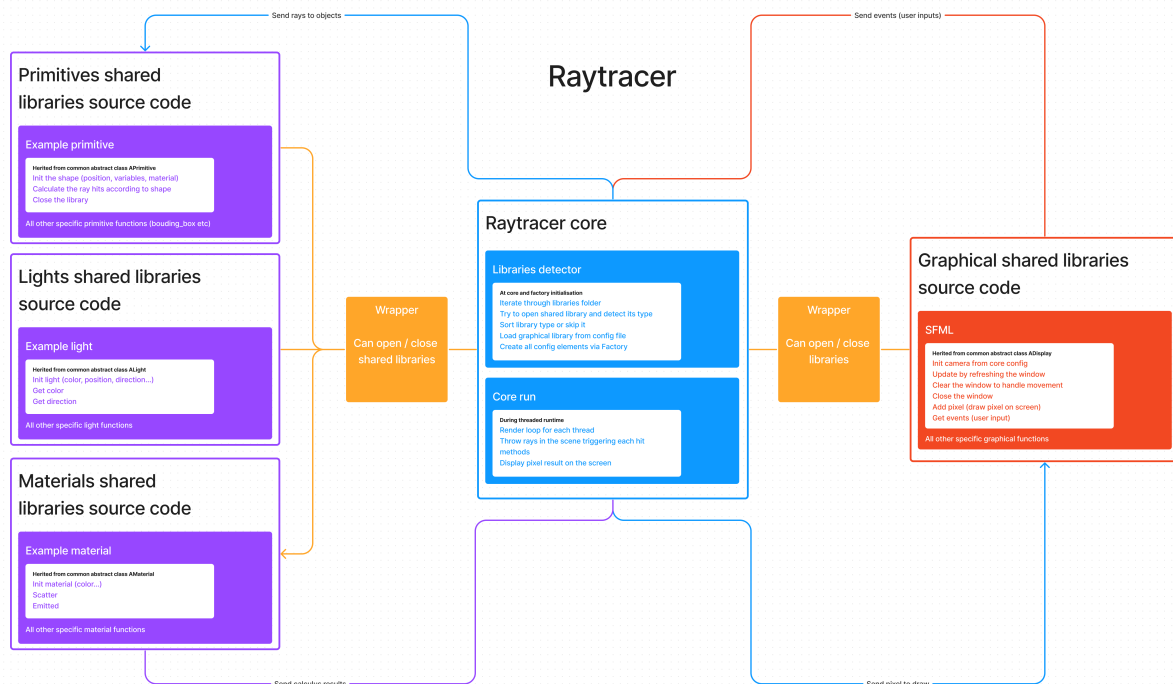 Send rays to objects
Send events (user inputs)
Raytracer
Primitives shared
libraries source code
Example primitive
Herited from common abstract class APrimitive
Init the shape (position, variables, material)
Calculate the ray hits according to shape
Close the library
All other specific primitive functions (bouding_box etc)
Lights shared libraries
source code
Example light
Herited from common abstract class ALight
Init light (color, position, direction...)
Get color
Get direction
All other specific light functions
Materials shared
libraries source code
Example material
Herited from common abstract class AMaterial
Init material (color...)
Scatter
Emitted
All other specific material functions
Wrapper
Can open / close
shared libraries
Raytracer core
Libraries detector
At core and factory initialisation
Iterate through libraries folder
Try to open shared library and detect its type
Sort library type or skip it
Load graphical library from config file
Create all config elements via Factory
Core run
During threaded runtime
Render loop for each thread
Throw rays in the scene triggering each hit
methods
Display pixel result on the screen
Wrapper
Can open / close
libraries
Graphical shared libraries
source code
SFML
Herited from common abstract class ADisplay
Init camera from core config
Update by refreshing the window
Clear the window to handle movement
Close the window
Add pixel (draw pixel on screen)
Get events (user input)
All other specific graphical functions
Send calculus results
Send pixel to draw